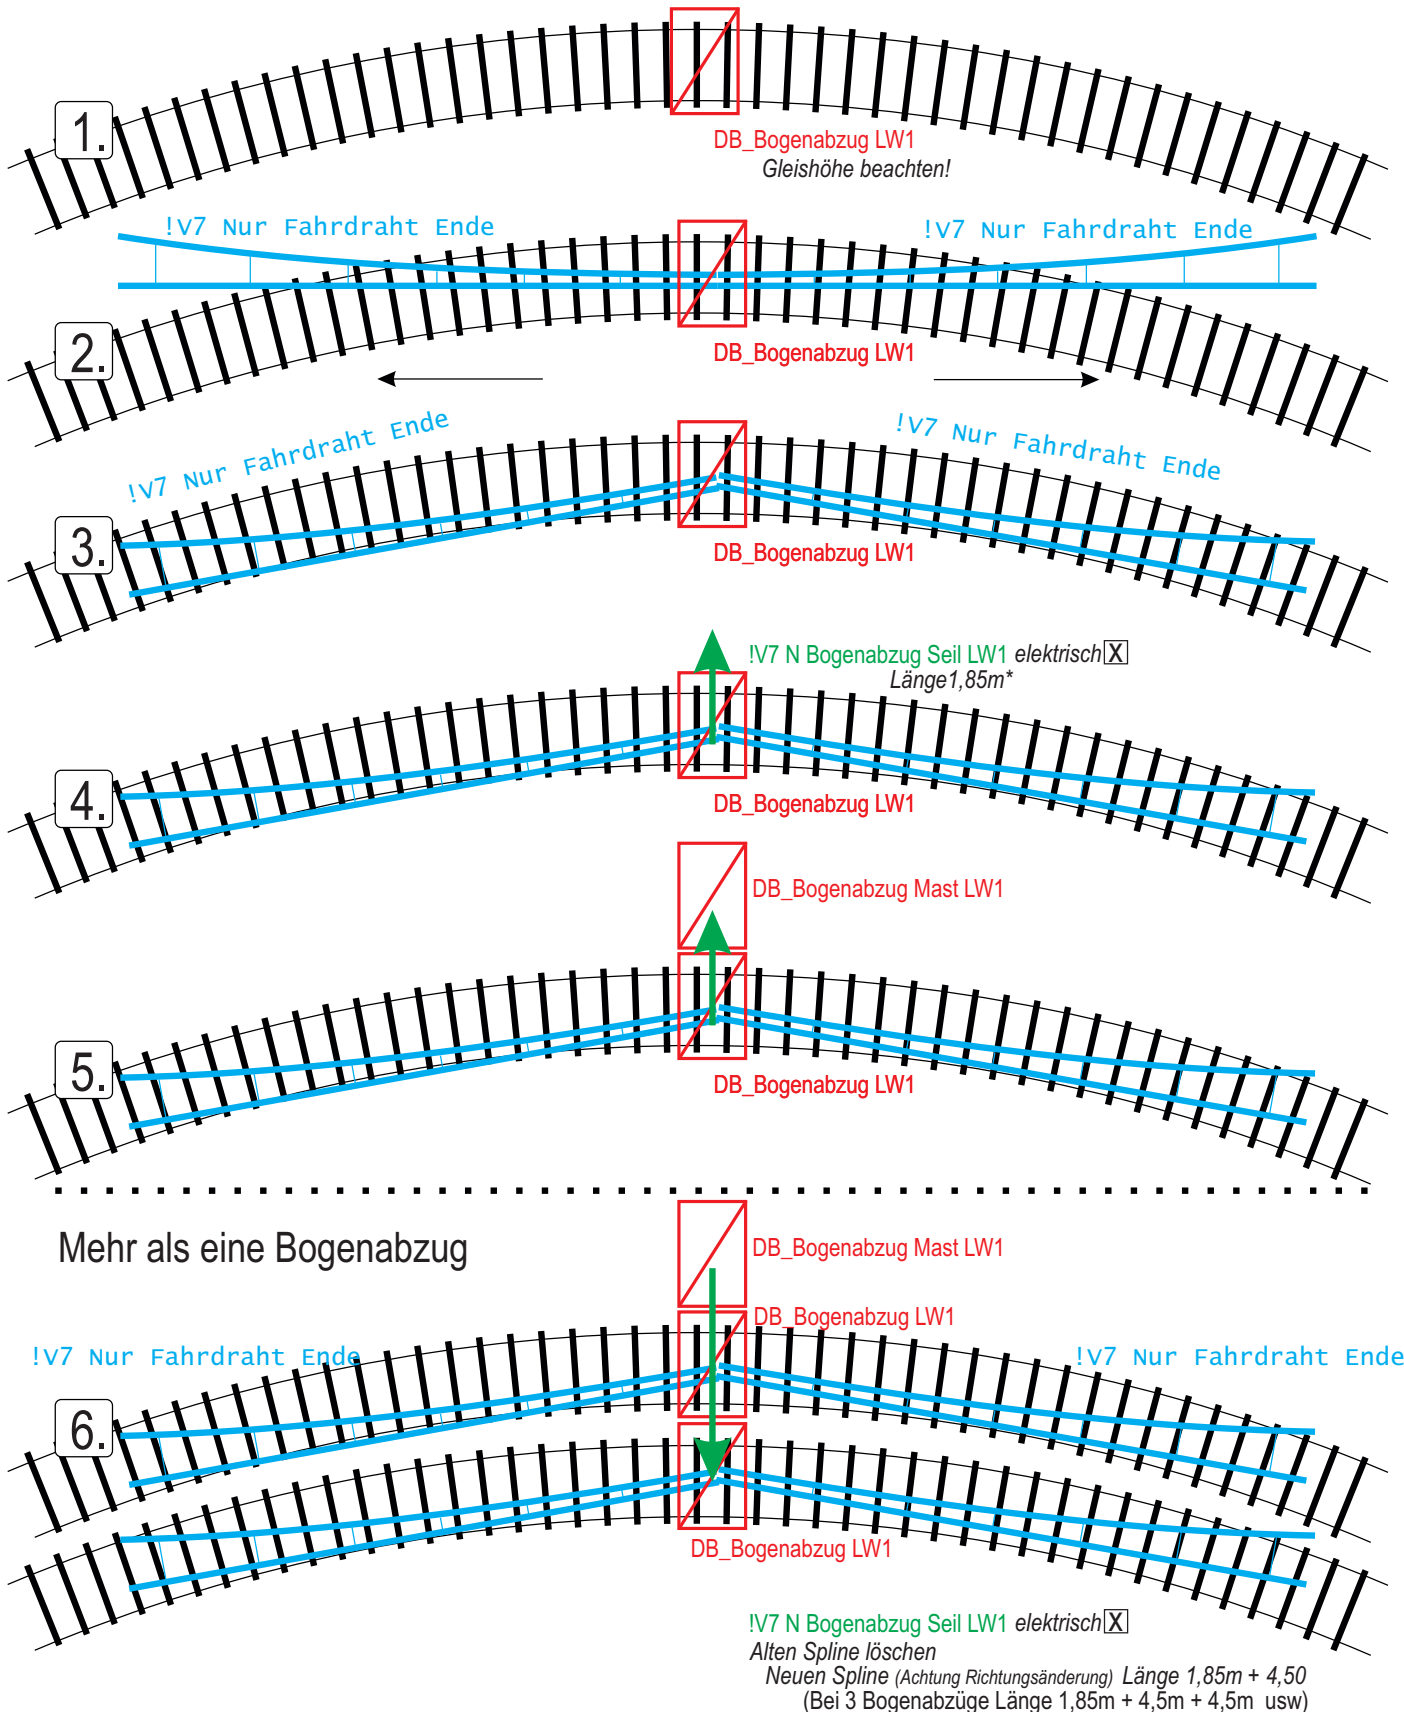 1.
DB_Bogenabzug LW1
Gleishöhe beachten!
!V7 Nur Fahrdraht Ende
!V7 Nur Fahrdraht Ende
2.
DB_Bogenabzug LW1
!V7 Nur Fahrdraht Ende
!V7 Nur Fahrdraht Ende
3.
DB_Bogenabzug LW1
!V7 N Bogenabzug Seil LW1 elektrisch X
Länge1,85m*
4.
DB_Bogenabzug LW1
DB_Bogenabzug Mast LW1
5.
DB_Bogenabzug LW1
Mehr als eine Bogenabzug
DB_Bogenabzug Mast LW1
DB_Bogenabzug LW1
!V7 Nur Fahrdraht Ende
!V7 Nur Fahrdraht Ende
6.
DB_Bogenabzug LW1
!V7 N Bogenabzug Seil LW1 elektrisch X
Alten Spline löschen
Neuen Spline (Achtung Richtungsänderung) Länge 1,85m + 4,50
(Bei 3 Bogenabzüge Länge 1,85m + 4,5m + 4,5m usw)